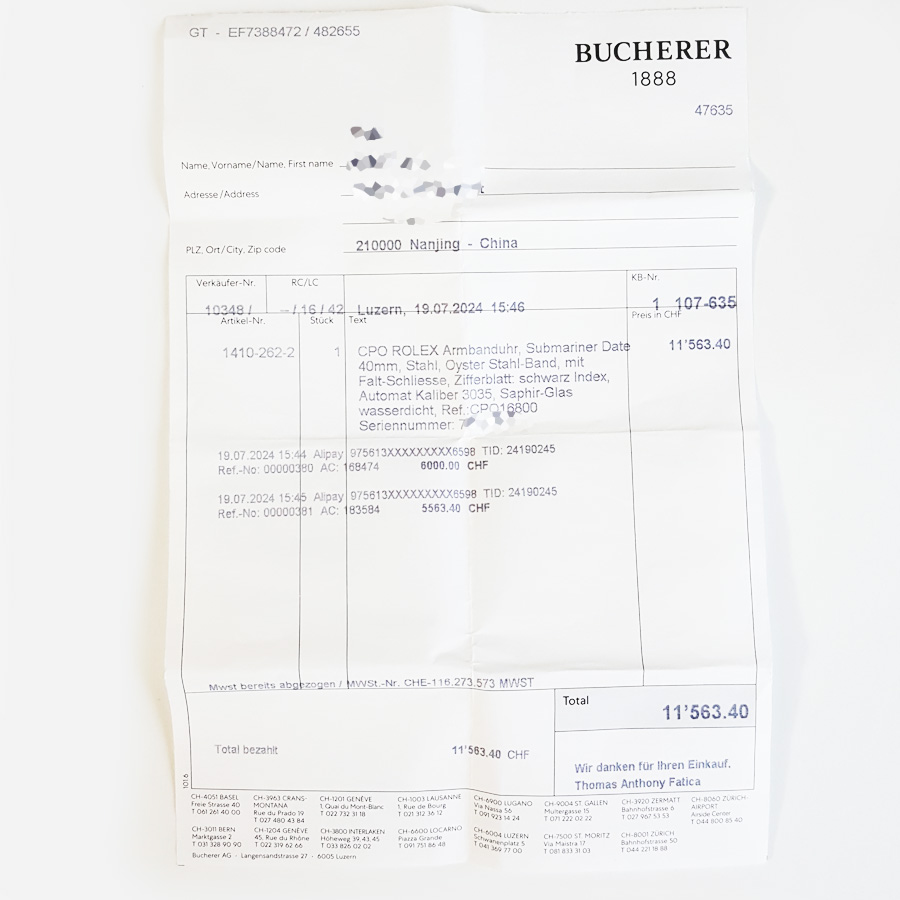 GT - EF7388472 / 482655
BUCHERER
1888
47635
Name, Vorname/Name, First name
Adresse/Address
PLZ, Ort/City, Zip code 210000 Nanjing - China
Verkäufer-Nr. RC/LC KB-Nr.
10348 / -- / 16 / 42 Luzern, 19.07.2024 15:46 1 107-635
Artikel-Nr. Stück Text Preis in CHF
1410-262-2 1 CPO ROLEX Armbanduhr, Submariner Date 11'563.40
40mm, Stahl, Oyster Stahl-Band, mit
Falt-Schliesse, Zifferblatt: schwarz Index,
Automat Kaliber 3035, Saphir-Glas
wasserdicht, Ref.:CPO16800
Seriennummer: 7
19.07.2024 15:44 Alipay 975613XXXXXXXXX6598 TID: 24190245
Ref.-No: 00000380 AC: 168474 6000.00 CHF
19.07.2024 15:45 Alipay 975613XXXXXXXXX6598 TID: 24190245
Ref.-No: 00000381 AC: 183584 5563.40 CHF
Mwst bereits abgezogen / MWSt.-Nr. CHE-116.273.573 MWST
Total
11'563.40
Total bezahlt 11'563.40 CHF
Wir danken für Ihren Einkauf.
Thomas Anthony Fatica
1016
CH-4051 BASEL CH-3963 CRANS- CH-1201 GENÈVE CH-1003 LAUSANNE CH-6900 LUGANO CH-9004 ST. GALLEN CH-3920 ZERMATT CH-8060 ZÜRICH-
Freie Strasse 40 MONTANA 1, Quai du Mont-Blanc 1, Rue de Bourg Via Nassa 56 Multergasse 15 Bahnhofstrasse 6 AIRPORT
T 061 261 40 00 Rue du Prado 19 T 022 732 31 18 T 021 312 36 12 T 091 923 14 24 T 071 222 02 22 T 027 967 53 53 Airside Center
T 027 480 43 84 T 044 800 85 40
CH-3011 BERN CH-1204 GENÈVE CH-3800 INTERLAKEN CH-6600 LOCARNO CH-6004 LUZERN CH-7500 ST. MORITZ CH-8001 ZÜRICH
Marktgasse 2 45, Rue du Rhône Höheweg 39, 43, 45 Piazza Grande Schwanenplatz 5 Via Maistra 17 Bahnhofstrasse 50
T 031 328 90 90 T 022 319 62 66 T 033 826 02 02 T 091 751 86 48 T 041 369 77 00 T 081 833 31 03 T 044 221 18 88
Bucherer AG - Langensandstrasse 27 - 6005 Luzern